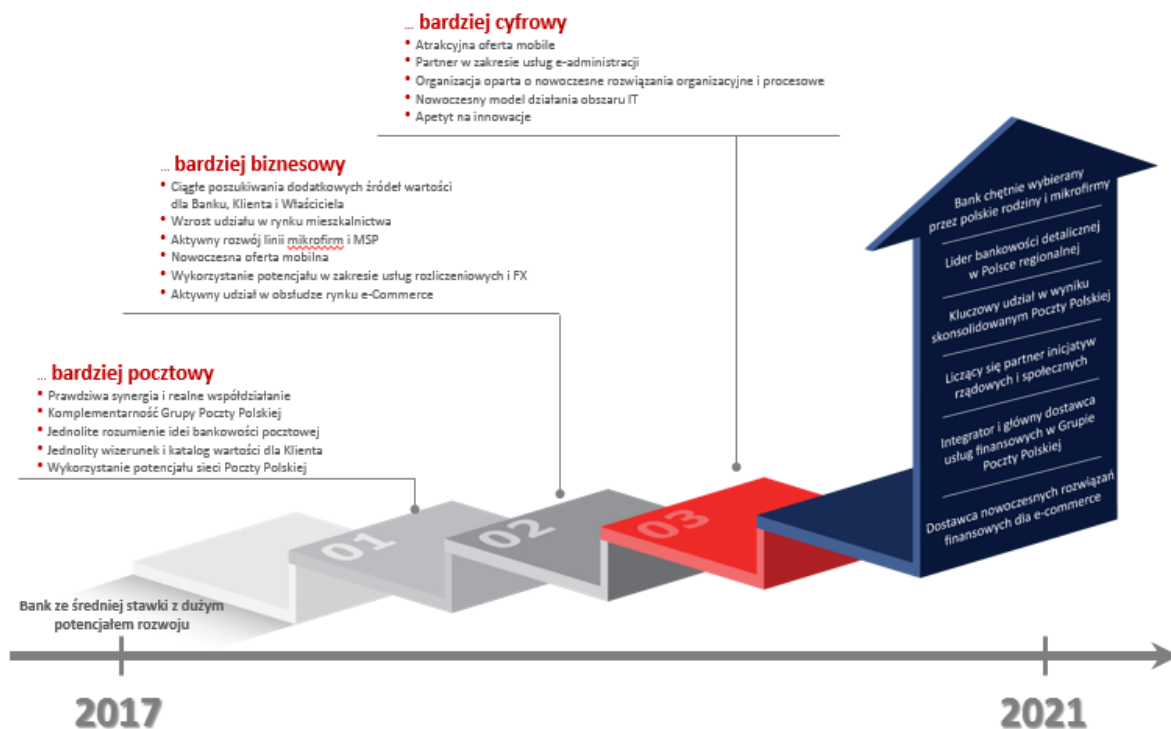 ... bardziej cyfrowy
• Atrakcyjna oferta mobile
• Partner w zakresie usług e-administracji
• Organizacja oparta o nowoczesne rozwiązania organizacyjne i procesowe
• Nowoczesny model działania obszaru IT
• Apetyt na innowacje
... bardziej biznesowy
• Ciągłe poszukiwania dodatkowych źródeł wartości
dla Banku, Klienta i Właściciela
• Wzrost udziału w rynku mieszkalnictwa
• Aktywny rozwój linii mikrofirm i MSP
• Nowoczesna oferta mobilna
• Wykorzystanie potencjału w zakresie usług rozliczeniowych i FX
• Aktywny udział w obsłudze rynku e-Commerce
... bardziej pocztowy
• Prawdziwa synergia i realne współdziałanie
• Komplementarność Grupy Poczty Polskiej
• Jednolite rozumienie idei bankowości pocztowej
• Jednolity wizerunek i katalog wartości dla Klienta
• Wykorzystanie potencjału sieci Poczty Polskiej
01
02
03
Bank chętnie wybierany
przez polskie rodziny i mikrofirmy
Lider bankowości detalicznej
w Polsce regionalnej
Kluczowy udział w wyniku
skonsolidowanym Poczty Polskiej
Liczący się partner inicjatyw
rządowych i społecznych
Integrator i główny dostawca
usług finansowych w Grupie
Poczty Polskiej
Dostawca nowoczesnych rozwiązań
finansowych dla e-commerce
Bank ze średniej stawki z dużym
potencjałem rozwoju
2017
2021